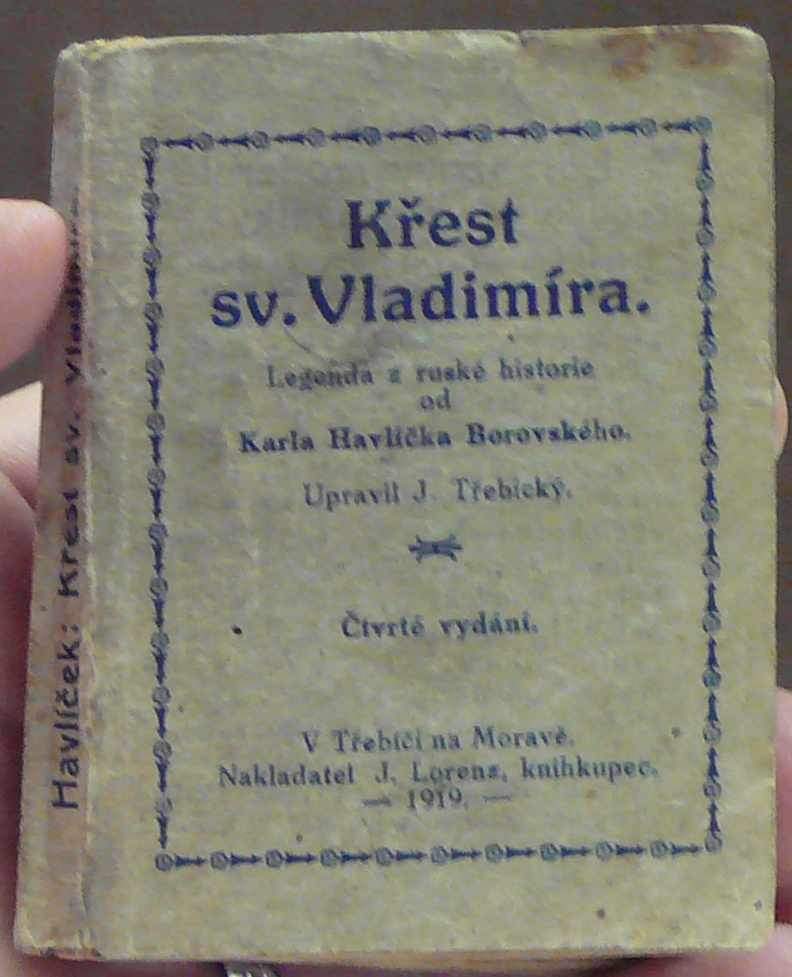 Křest
sv. Vladimíra.
Legenda z ruské historie
od
Karla Havlíčka Borovského.
Upravil J. Třebický.
Čtvrté vydání.
V Třebíči na Moravě.
Nakladatel J. Lorenz, knihkupec.
— 1919. —
Havlíček: Křest sv. Vladimíra